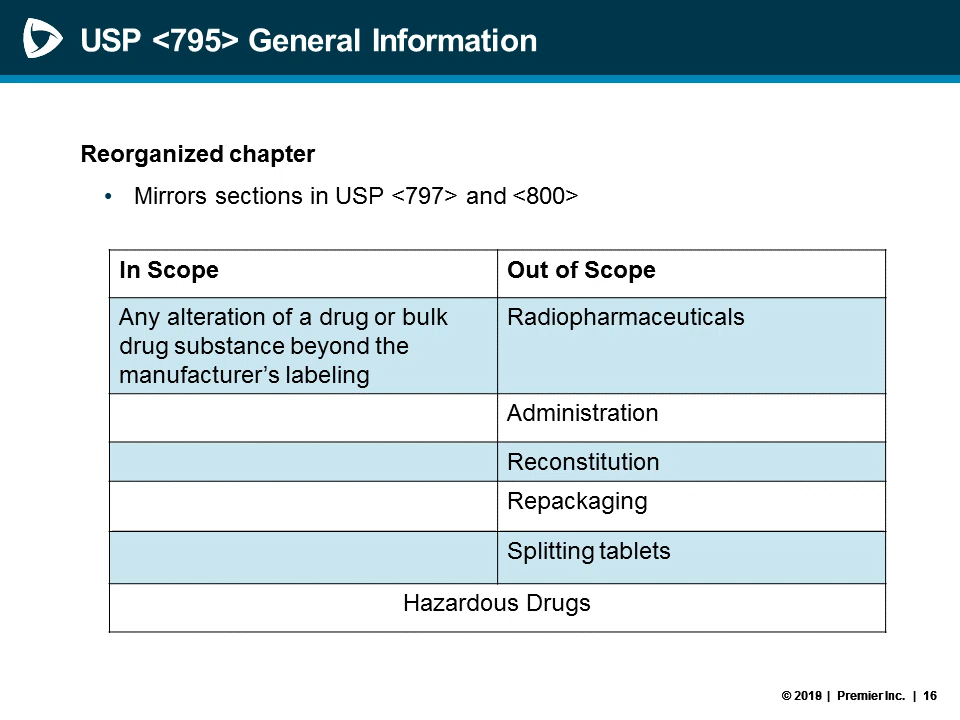 USP <795> General Information
Reorganized chapter
• Mirrors sections in USP <797> and <800>
In Scope
Out of Scope
Any alteration of a drug or bulk
drug substance beyond the
manufacturer’s labeling
Radiopharmaceuticals
Administration
Reconstitution
Repackaging
Splitting tablets
Hazardous Drugs
© 2019 | Premier Inc. | 16